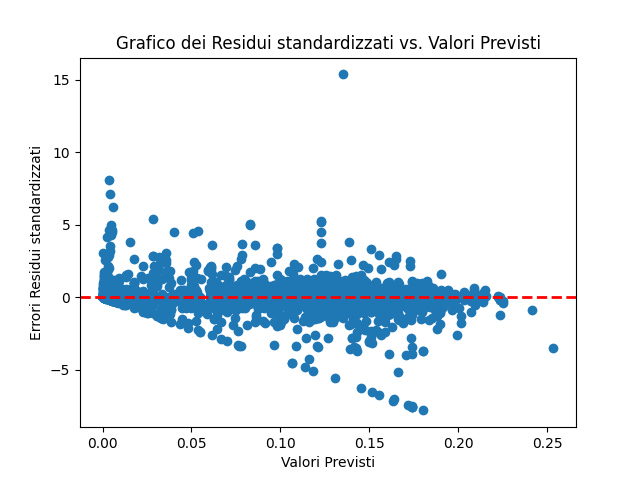 Grafico dei Residui standardizzati vs. Valori Previsti
Errori Residui standardizzati
15
10
5
0
−5
0.00 0.05 0.10 0.15 0.20 0.25
Valori Previsti